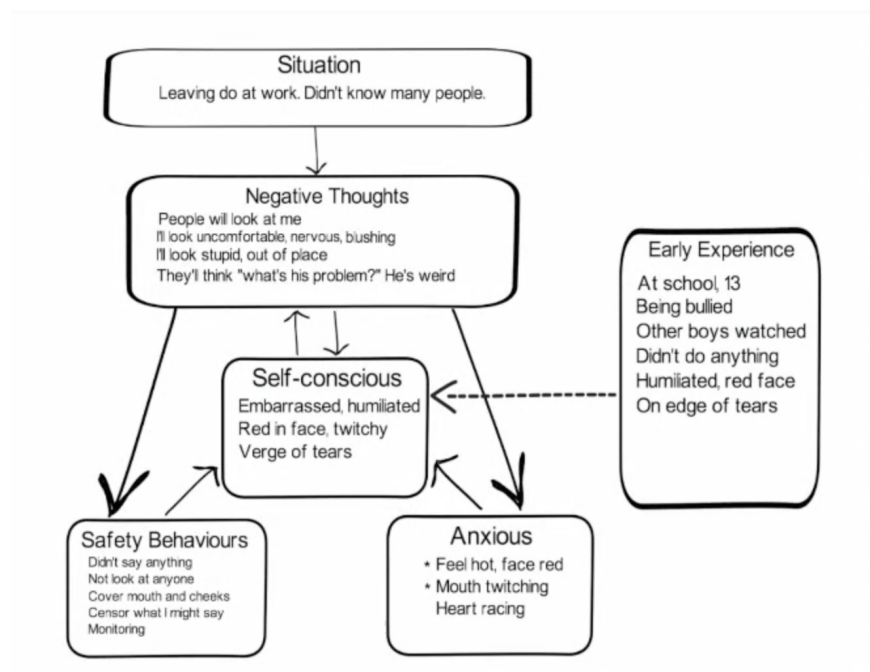 Situation
Leaving do at work. Didn't know many people.
Negative Thoughts
People will look at me
I'll look uncomfortable, nervous, blushing
I'll look stupid, out of place
They'll think "what's his problem?" He's weird
Early Experience
At school, 13
Being bullied
Other boys watched
Didn't do anything
Humiliated, red face
On edge of tears
Self-conscious
Embarrassed, humiliated
Red in face, twitchy
Verge of tears
Safety Behaviours
Didn't say anything
Not look at anyone
Cover mouth and cheeks
Censor what I might say
Monitoring
Anxious
* Feel hot, face red
* Mouth twitching
Heart racing